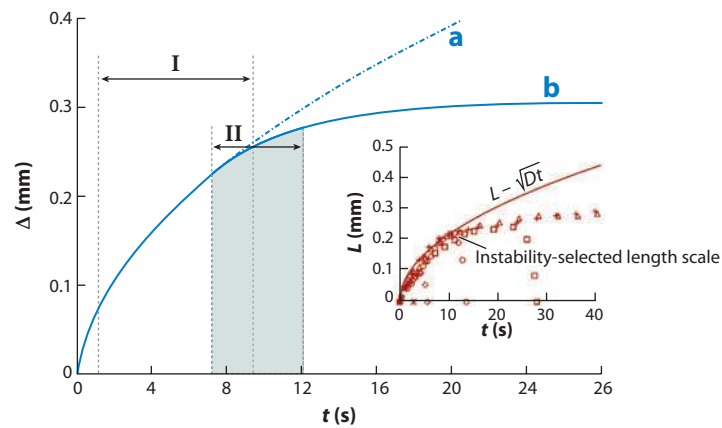 0.4
0.3
0.2
0.1
0
Δ (mm)
I
II
a
b
0 4 8 12 16 20 26
t (s)
0.5
0.4
0.3
0.2
0.1
0
L (mm)
L – √Dt
Instability-selected length scale
0 10 20 30 40
t (s)